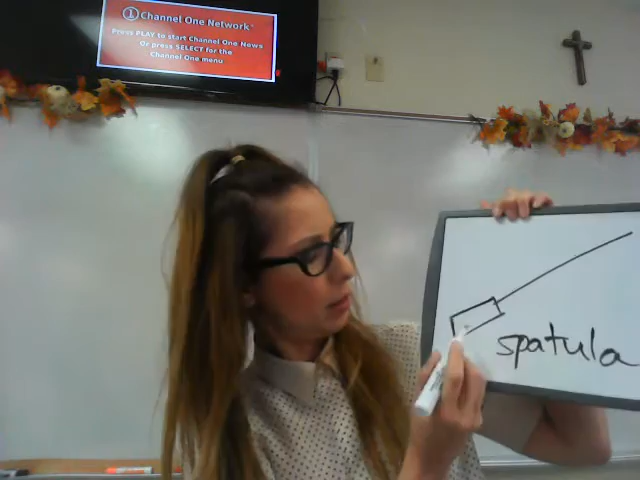 1 Channel One Network
Press PLAY to start Channel One News
Or press SELECT for the
Channel One menu
spatula